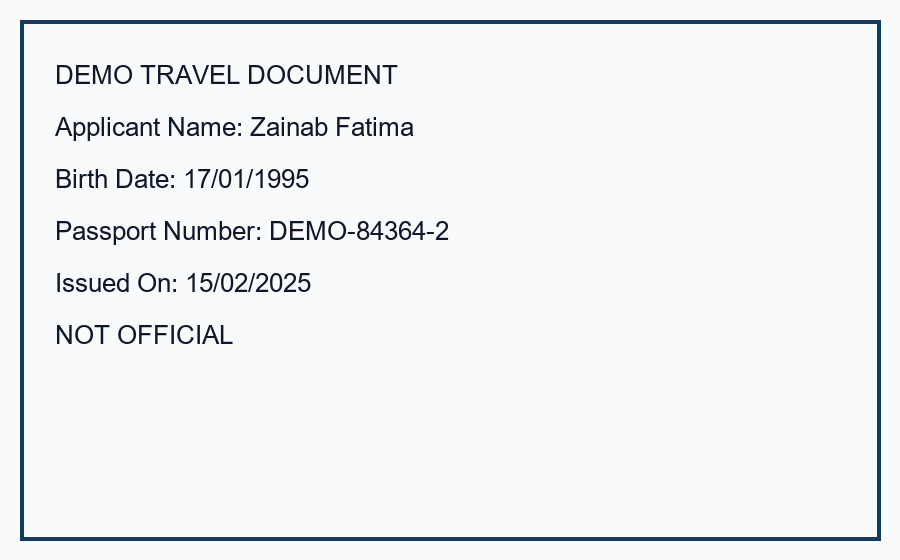 DEMO TRAVEL DOCUMENT
Applicant Name: Zainab Fatima
Birth Date: 17/01/1995
Passport Number: DEMO-84364-2
Issued On: 15/02/2025
NOT OFFICIAL